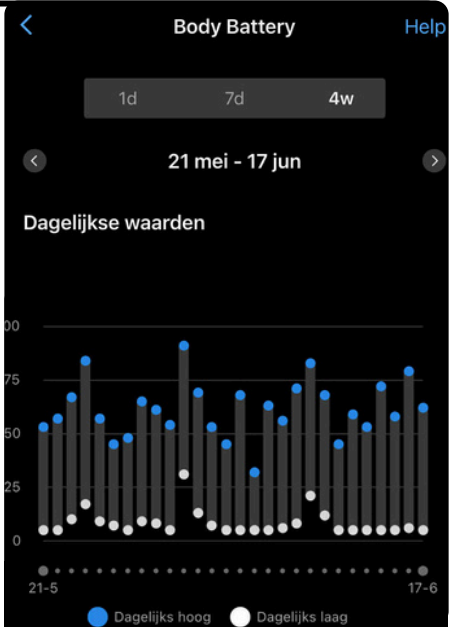 Body Battery Help
1d 7d 4w
21 mei - 17 jun
Dagelijkse waarden
00
75
50
25
0
21-5 17-6
Dagelijks hoog Dagelijks laag